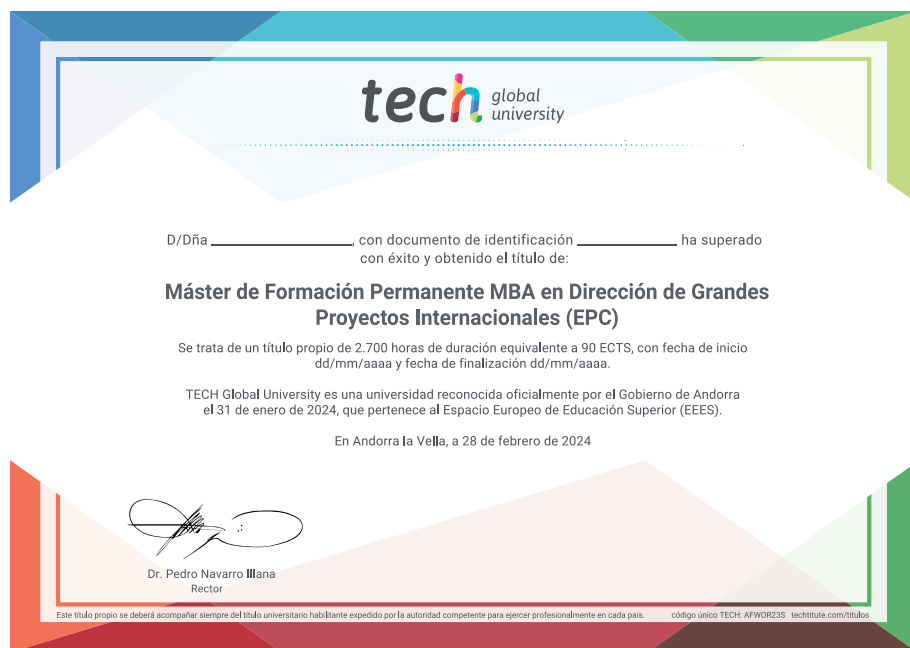 tech global university
D/Dña ____________________, con documento de identificación ______________ ha superado
con éxito y obtenido el título de:
Máster de Formación Permanente MBA en Dirección de Grandes
Proyectos Internacionales (EPC)
Se trata de un título propio de 2.700 horas de duración equivalente a 90 ECTS, con fecha de inicio
dd/mm/aaaa y fecha de finalización dd/mm/aaaa.
TECH Global University es una universidad reconocida oficialmente por el Gobierno de Andorra
el 31 de enero de 2024, que pertenece al Espacio Europeo de Educación Superior (EEES).
En Andorra la Vella, a 28 de febrero de 2024
Dr. Pedro Navarro Illana
Rector
Este título propio se deberá acompañar siempre del título universitario habilitante expedido por la autoridad competente para ejercer profesionalmente en cada país. código único TECH: AFWOR23S techtitute.com/titulos